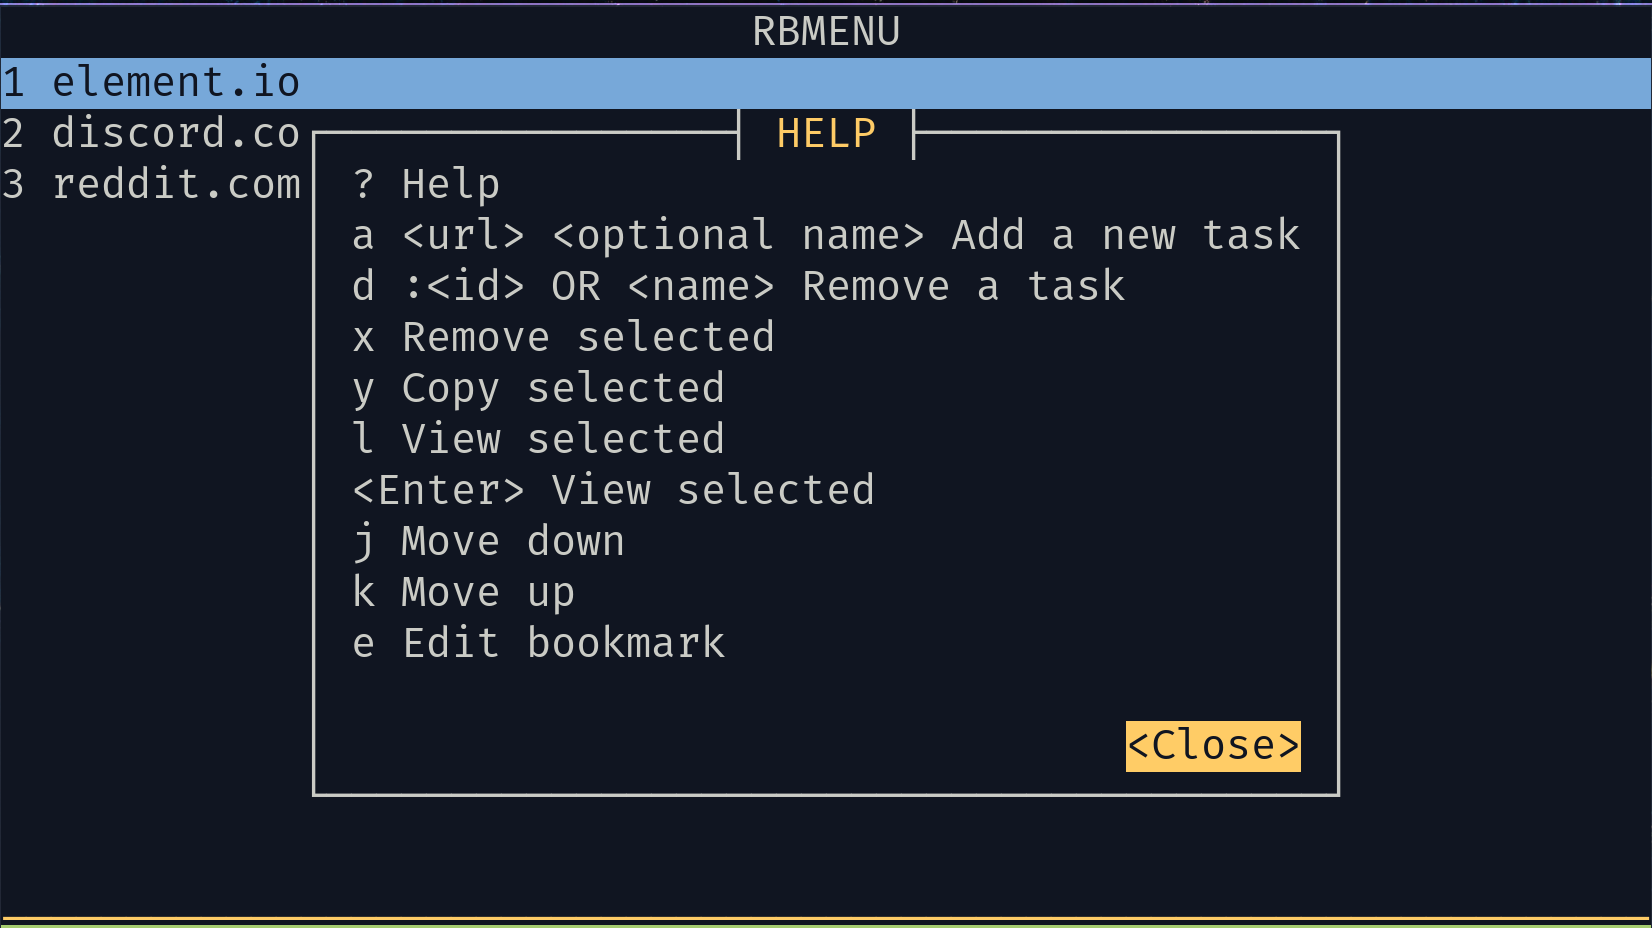 RBMENU
1 element.io
2 discord.co
3 reddit.com
HELP
? Help
a <url> <optional name> Add a new task
d :<id> OR <name> Remove a task
x Remove selected
y Copy selected
l View selected
<Enter> View selected
j Move down
k Move up
e Edit bookmark
<Close>